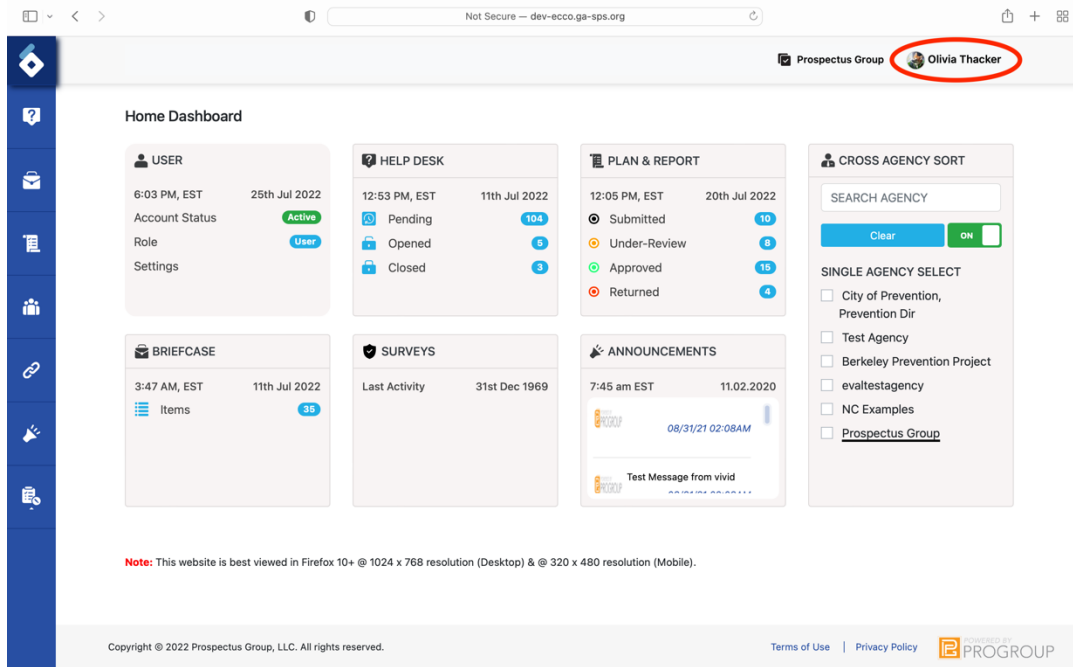 Not Secure — dev-ecco.ga-sps.org
Prospectus Group
Olivia Thacker
Home Dashboard
USER
6:03 PM, EST 25th Jul 2022
Account Status Active
Role User
Settings
HELP DESK
12:53 PM, EST 11th Jul 2022
Pending 104
Opened 5
Closed 3
PLAN & REPORT
12:05 PM, EST 20th Jul 2022
Submitted 10
Under-Review 8
Approved 15
Returned 4
CROSS AGENCY SORT
SEARCH AGENCY
Clear ON
SINGLE AGENCY SELECT
City of Prevention,
Prevention Dir
Test Agency
Berkeley Prevention Project
evaltestagency
NC Examples
Prospectus Group
BRIEFCASE
3:47 AM, EST 11th Jul 2022
Items 35
SURVEYS
Last Activity 31st Dec 1969
ANNOUNCEMENTS
7:45 am EST 11.02.2020
PROGROUP
08/31/21 02:08AM
Test Message from vivid
PROGROUP
Note: This website is best viewed in Firefox 10+ @ 1024 x 768 resolution (Desktop) & @ 320 x 480 resolution (Mobile).
Copyright © 2022 Prospectus Group, LLC. All rights reserved.
Terms of Use | Privacy Policy
POWERED BY
PROGROUP